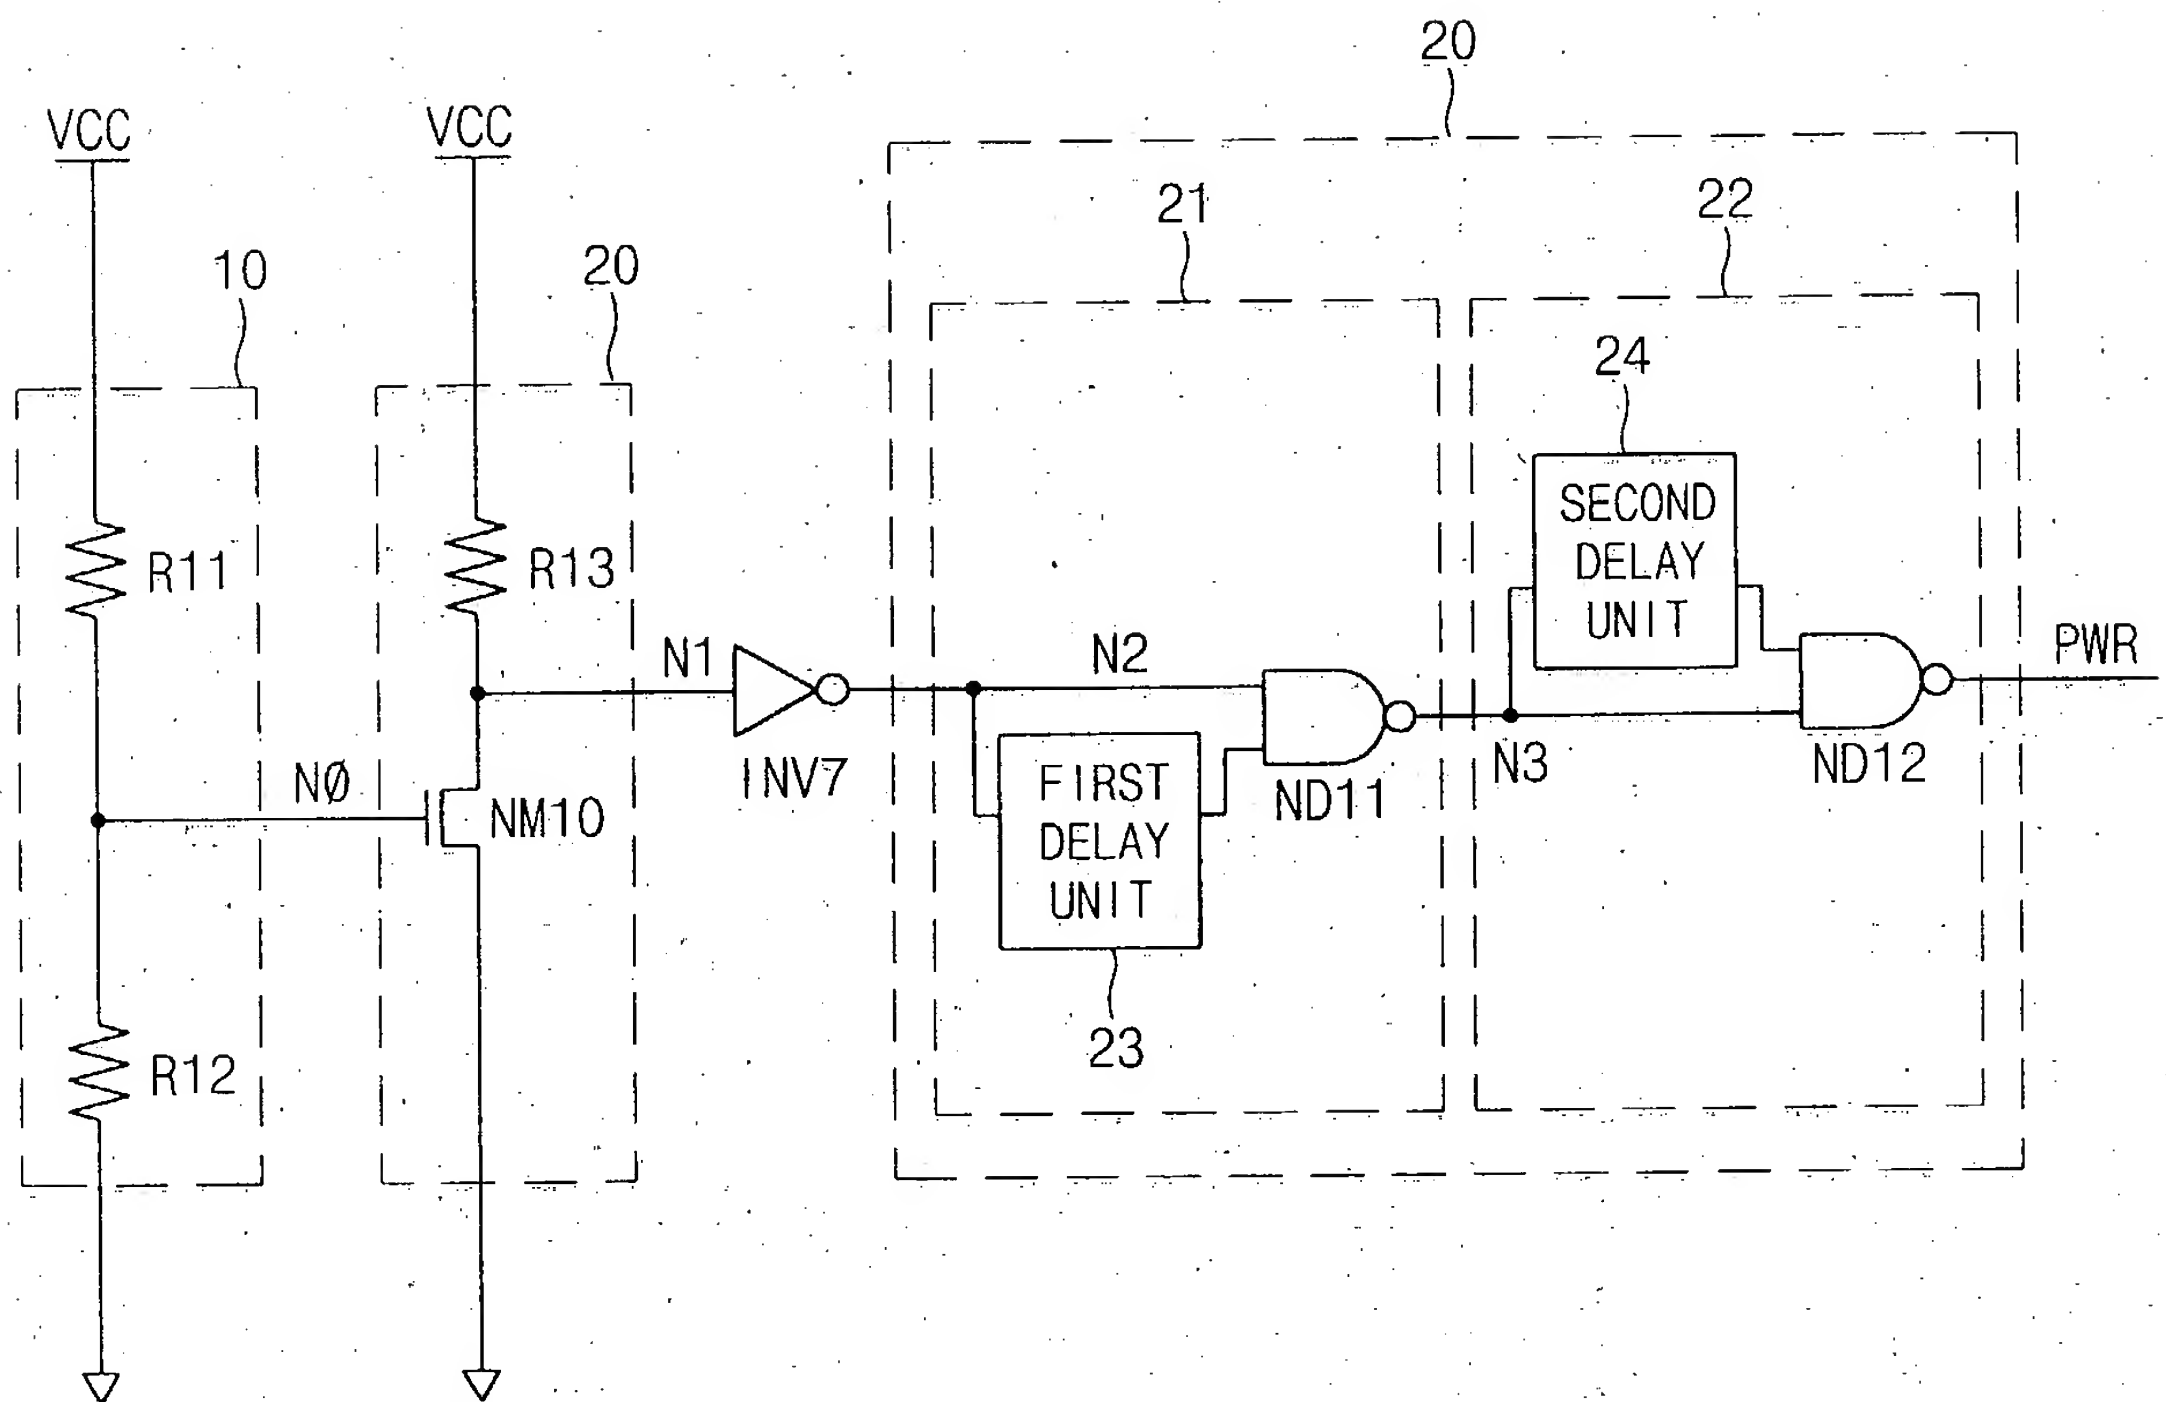 20
VCC
VCC
21
22
10
20
24
SECOND
DELAY
UNIT
R11
R13
N1
N2
PWR
INV7
N3
ND12
NØ
NM10
FIRST
DELAY
UNIT
ND11
23
R12